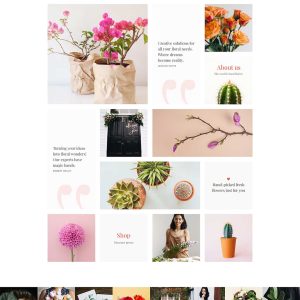 Creative solutions for
all your floral needs.
Where dreams
become reality.
About us
Turning your ideas
into floral wonders!
Our experts have
magic hands.
Shop
Hand-picked fresh
flowers just for you